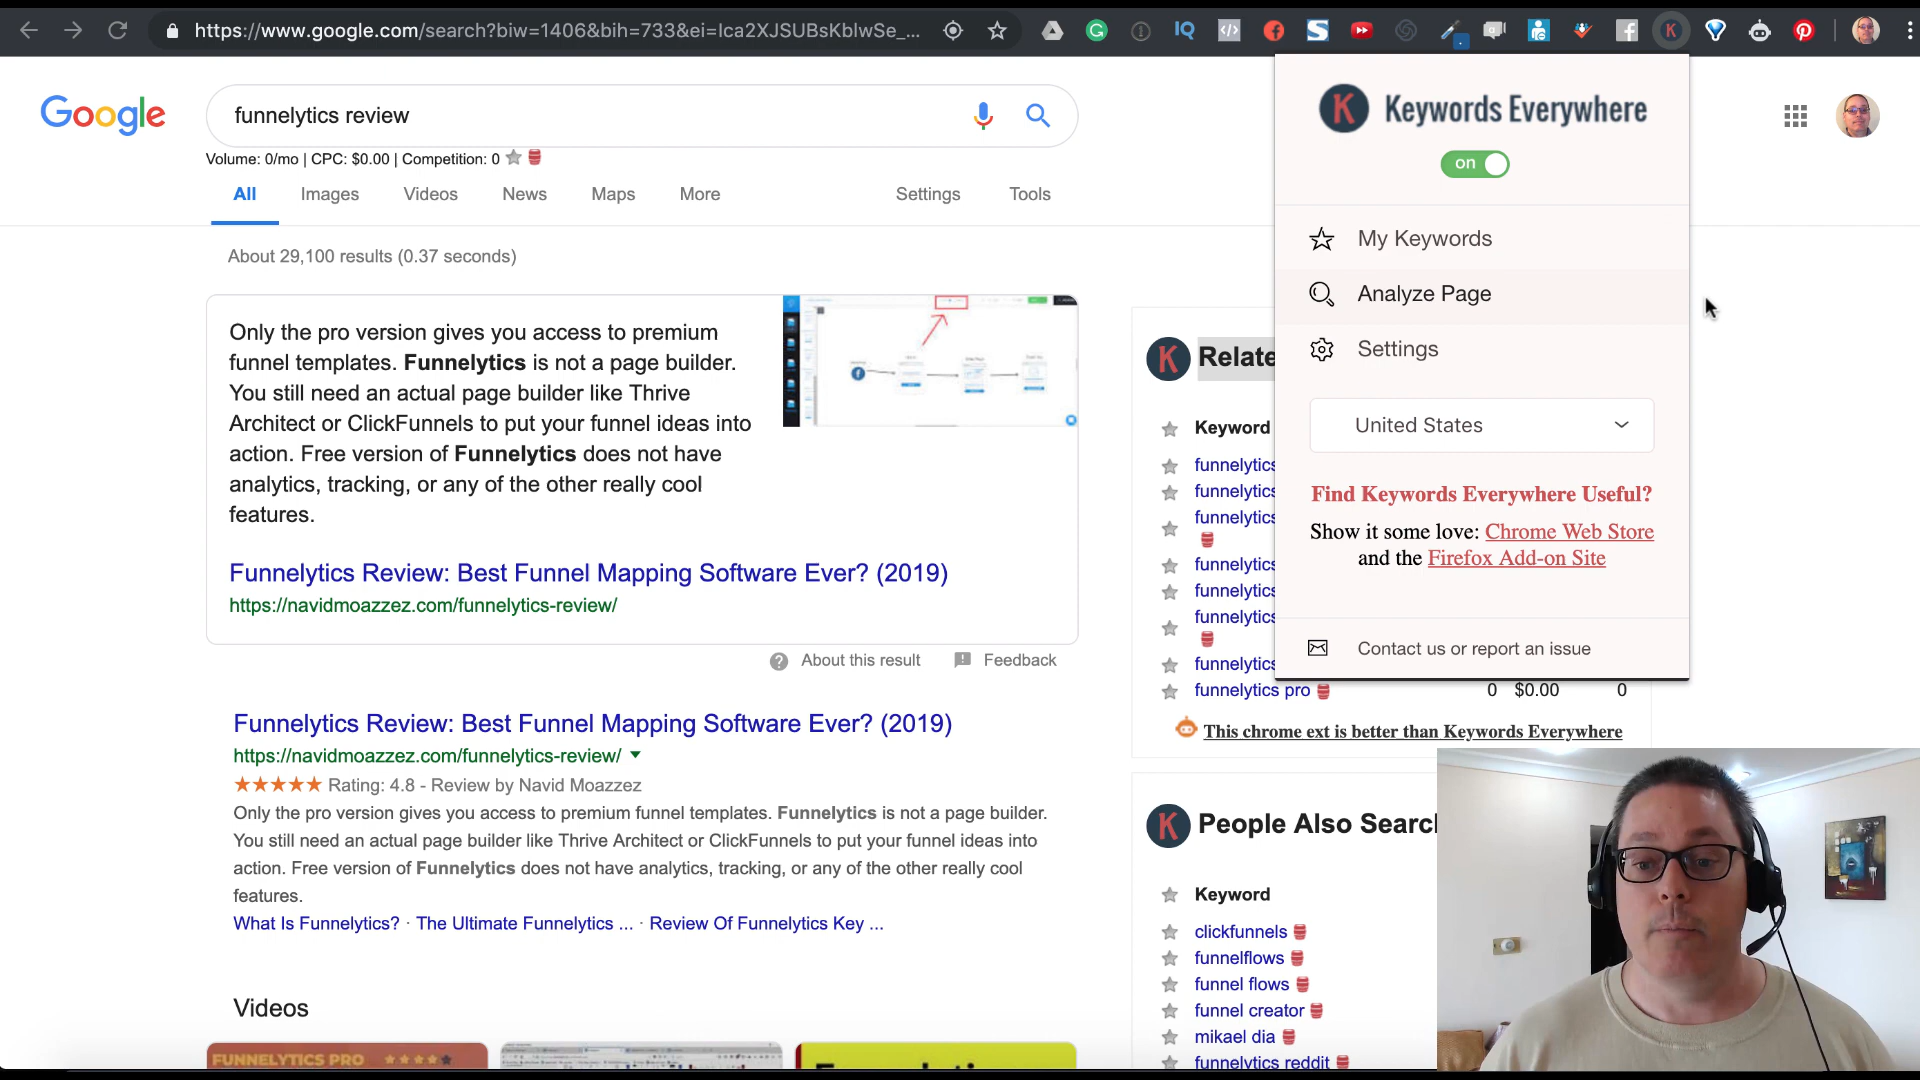 https://www.google.com/search?biw=1406&bih=733&ei=Ica2XJSUBsKblwSe_...
Google
funnelytics review
Volume: 0/mo | CPC: $0.00 | Competition: 0
All
Images
Videos
News
Maps
More
Settings
Tools
About 29,100 results (0.37 seconds)
Only the pro version gives you access to premium
funnel templates. Funnelytics is not a page builder.
You still need an actual page builder like Thrive
Architect or ClickFunnels to put your funnel ideas into
action. Free version of Funnelytics does not have
analytics, tracking, or any of the other really cool
features.
Funnelytics Review: Best Funnel Mapping Software Ever? (2019)
https://navidmoazzez.com/funnelytics-review/
About this result
Feedback
Funnelytics Review: Best Funnel Mapping Software Ever? (2019)
https://navidmoazzez.com/funnelytics-review/
Rating: 4.8 - Review by Navid Moazzez
Only the pro version gives you access to premium funnel templates. Funnelytics is not a page builder.
You still need an actual page builder like Thrive Architect or ClickFunnels to put your funnel ideas into
action. Free version of Funnelytics does not have analytics, tracking, or any of the other really cool
features.
What Is Funnelytics? · The Ultimate Funnelytics ... · Review Of Funnelytics Key ...
Videos
FUNNELYTICS PRO
K Keywords Everywhere
on
My Keywords
Analyze Page
Settings
United States
Find Keywords Everywhere Useful?
Show it some love: Chrome Web Store
and the Firefox Add-on Site
Contact us or report an issue
K Relate
Keyword
funnelytics
funnelytics
funnelytics
funnelytics
funnelytics
funnelytics
funnelytics
funnelytics pro 0 $0.00 0
This chrome ext is better than Keywords Everywhere
K People Also Search
Keyword
clickfunnels
funnelflows
funnel flows
funnel creator
mikael dia
funnelytics reddit